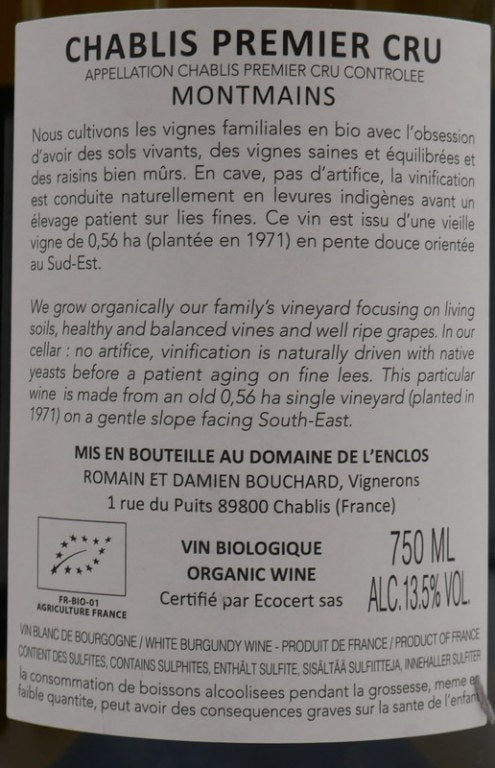 CHABLIS PREMIER CRU
APPELLATION CHABLIS PREMIER CRU CONTROLEE
MONTMAINS
Nous cultivons les vignes familiales en bio avec l'obsession
d'avoir des sols vivants, des vignes saines et équilibrées et
des raisins bien mûrs. En cave, pas d'artifice, la vinification
est conduite naturellement en levures indigènes avant un
élevage patient sur lies fines. Ce vin est issu d'une vieille
vigne de 0,56 ha (plantée en 1971) en pente douce orientée
au Sud-Est.
We grow organically our family's vineyard focusing on living
soils, healthy and balanced vines and well ripe grapes. In our
cellar : no artifice, vinification is naturally driven with native
yeasts before a patient aging on fine lees. This particular
wine is made from an old 0,56 ha single vineyard (planted in
1971) on a gentle slope facing South-East.
MIS EN BOUTEILLE AU DOMAINE DE L'ENCLOS
ROMAIN ET DAMIEN BOUCHARD, Vignerons
1 rue du Puits 89800 Chablis (France)
VIN BIOLOGIQUE
ORGANIC WINE
Certifié par Ecocert sas
750 ML
ALC.13.5% VOL.
FR-BIO-01
AGRICULTURE FRANCE
VIN BLANC DE BOURGOGNE / WHITE BURGUNDY WINE - PRODUIT DE FRANCE / PRODUCT OF FRANCE
CONTIENT DES SULFITES, CONTAINS SULPHITES, ENTHÄLT SULFITE, SISÄLTÄÄ SULFIITTEJA, INNEHALLER SULFITER
la consommation de boissons alcoolisees pendant la grossesse, meme en
faible quantite, peut avoir des consequences graves sur la sante de l'enfant